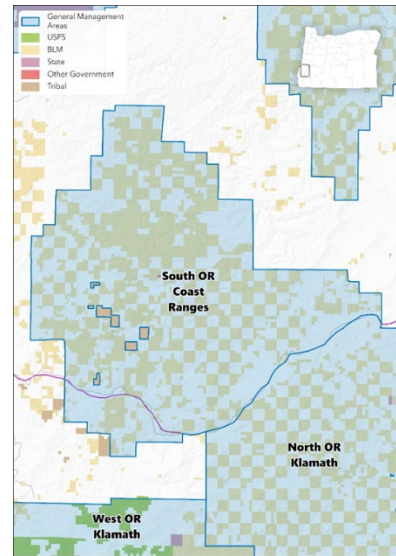 General Management
Areas
USFS
BLM
State
Other Government
Tribal
South OR
Coast
Ranges
North OR
Klamath
West OR
Klamath